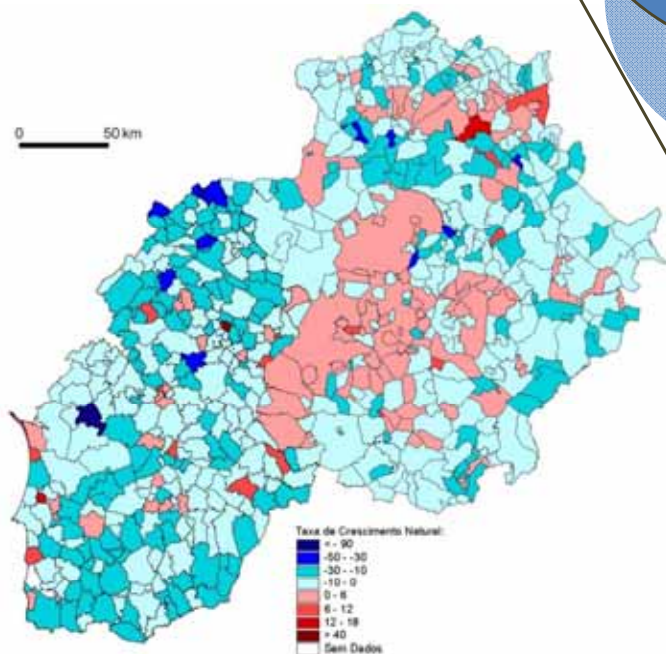 0 50 km
Taxa de Crescimento Natural:
< - 90
-50 - -30
-30 - -10
-10 - 0
0 - 6
6 - 12
12 - 18
> 40
Sem Dados